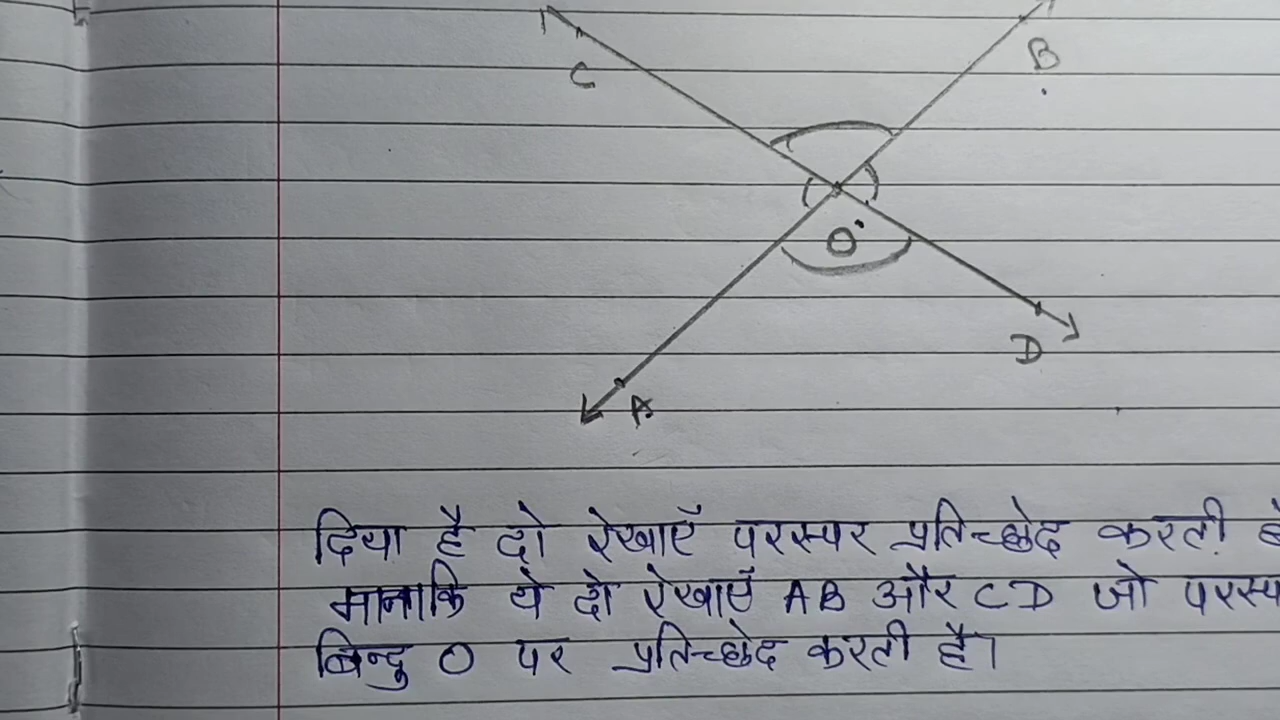 C
B
O
D
A
दिया है दो रेखाएँ परस्पर प्रतिच्छेद करती
मानाकि ये दो रेखाएँ AB और CD जो परस्प
बिन्दु O पर प्रतिच्छेद करती है।